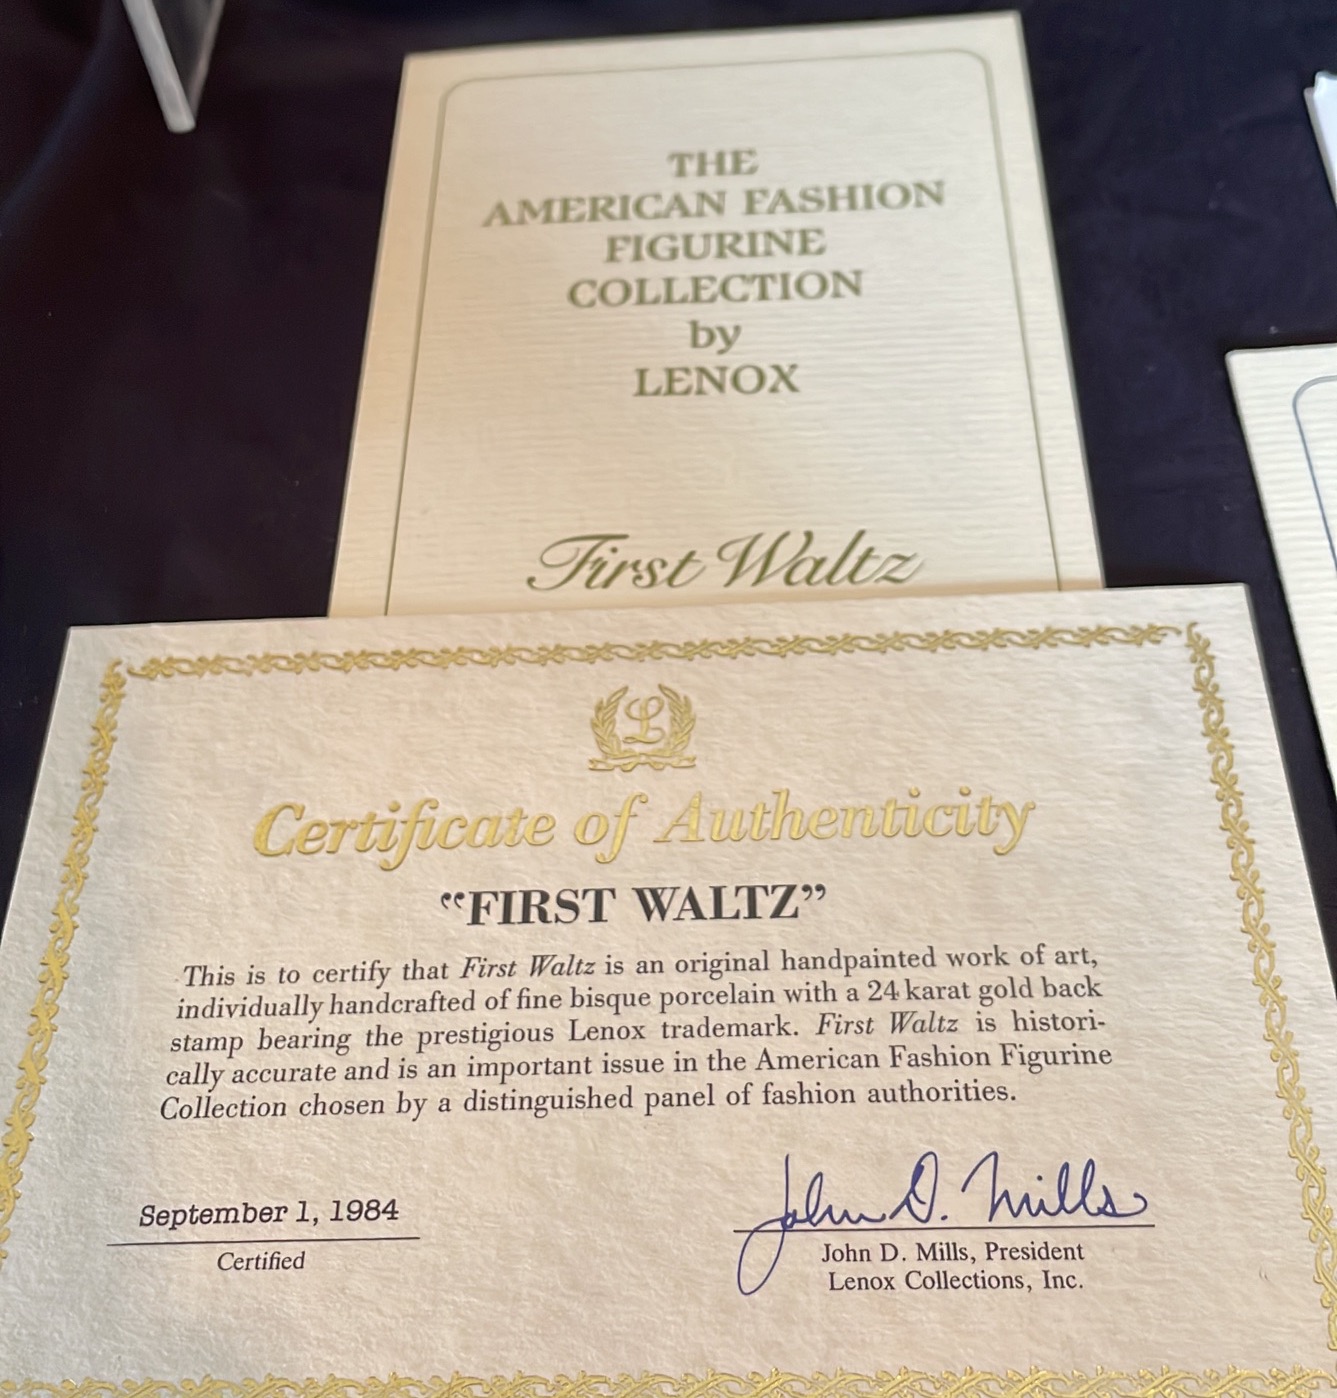 THE
AMERICAN FASHION
FIGURINE
COLLECTION
by
LENOX
First Waltz
L
Certificate of Authenticity
“FIRST WALTZ”
This is to certify that First Waltz is an original handpainted work of art,
individually handcrafted of fine bisque porcelain with a 24 karat gold back
stamp bearing the prestigious Lenox trademark. First Waltz is histori-
cally accurate and is an important issue in the American Fashion Figurine
Collection chosen by a distinguished panel of fashion authorities.
September 1, 1984
Certified
John D. Mills
John D. Mills, President
Lenox Collections, Inc.